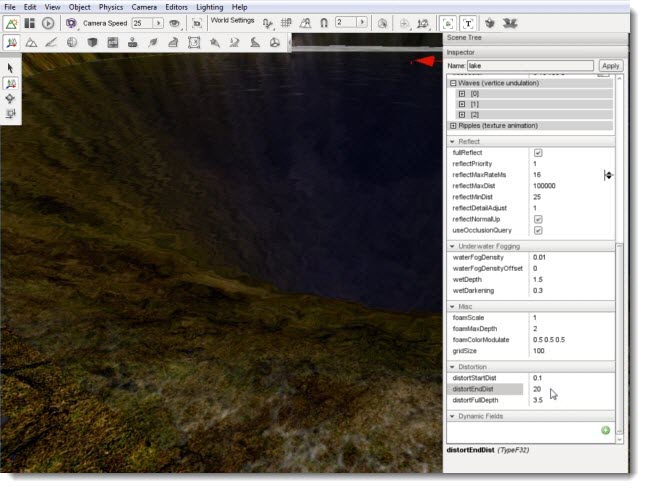 File Edit View Object Physics Camera Editors Lighting Help
Camera Speed 25 World Settings 2
T
Scene Tree
Inspector
Name: lake Apply
Waves (vertice undulation)
[0]
[1]
[2]
Ripples (texture animation)
Reflect
fullReflect
reflectPriority 1
reflectMaxRateMs 16
reflectMaxDist 100000
reflectMinDist 25
reflectDetailAdjust 1
reflectNormalUp
useOcclusionQuery
Underwater Fogging
waterFogDensity 0.01
waterFogDensityOffset 0
wetDepth 1.5
wetDarkening 0.3
Misc
foamScale 1
foamMaxDepth 2
foamColorModulate 0.5 0.5 0.5
gridSize 100
Distortion
distortStartDist 0.1
distortEndDist 20
distortFullDepth 3.5
Dynamic Fields
distortEndDist (TypeF32)